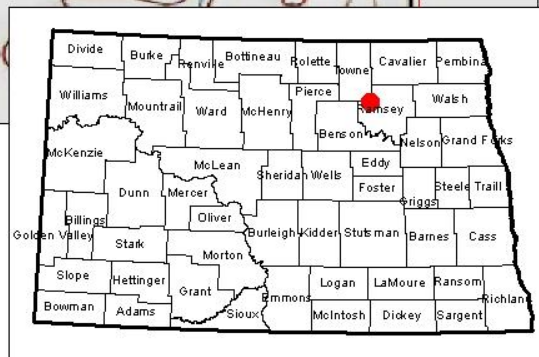 Divide
Burke
Renville
Bottineau
Rolette
Towne
Cavalier
Pembina
Williams
Mountrail
Ward
McHenry
Pierce
Ramsey
Walsh
Benson
Nelson
Grand Forks
McKenzie
McLean
Sheridan
Wells
Eddy
Foster
Griggs
Steele
Traill
Dunn
Mercer
Oliver
Billings
Golden Valley
Stark
Morton
Burleigh
Kidder
Stutsman
Barnes
Cass
Slope
Hettinger
Grant
Sioux
Emmons
Logan
LaMoure
Ransom
Richlan
Bowman
Adams
McIntosh
Dickey
Sargent